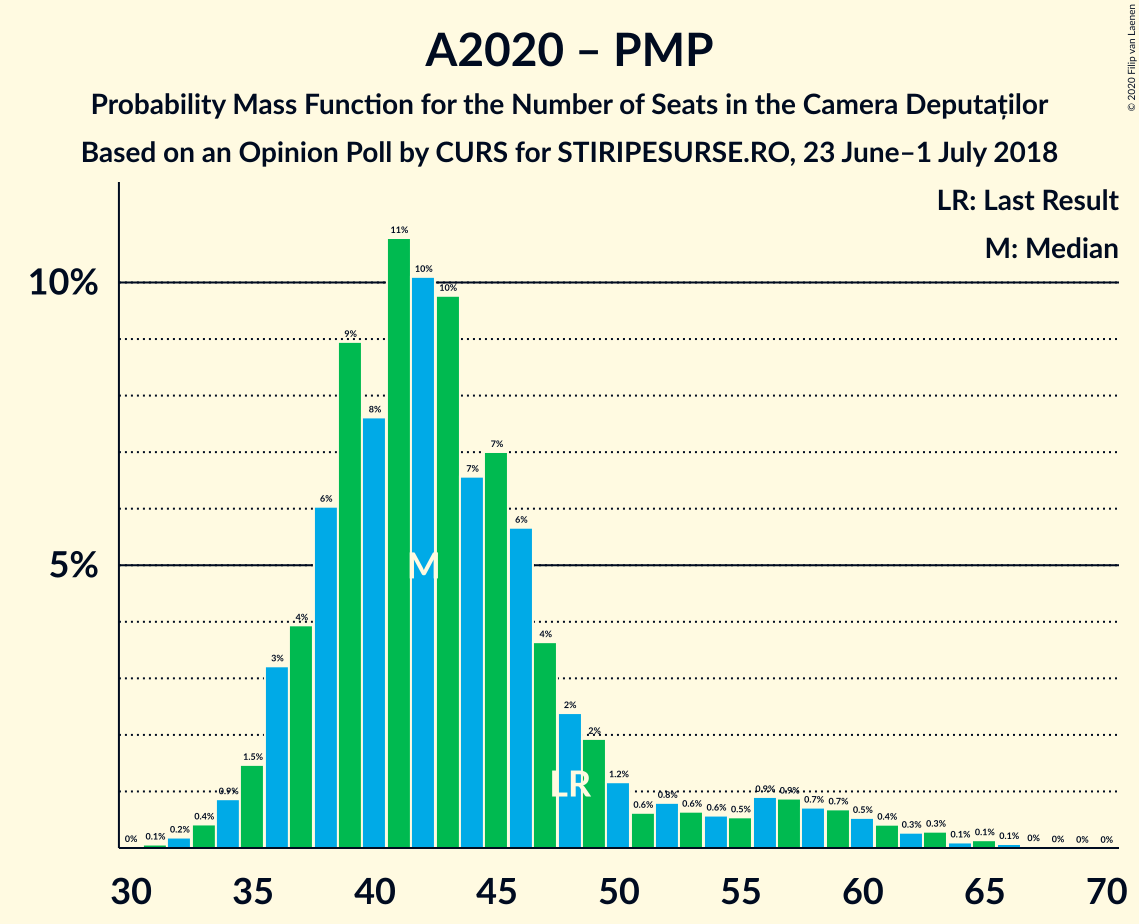 A2020 – PMP
Probability Mass Function for the Number of Seats in the Camera Deputaților
Based on an Opinion Poll by CURS for STIRIPESURSE.RO, 23 June–1 July 2018
© 2020 Filip van Laenen
LR: Last Result
M: Median
10%
5%
0% 0.1% 0.2% 0.4% 0.9% 1.5% 3% 4% 6% 9% 8% 11% 10% 10% 7% 7% 6% 4% 2% 2% 1.2% 0.6% 0.8% 0.6% 0.6% 0.5% 0.9% 0.9% 0.7% 0.7% 0.5% 0.4% 0.3% 0.3% 0.1% 0.1% 0.1% 0% 0% 0% 0%
M
LR
30 35 40 45 50 55 60 65 70